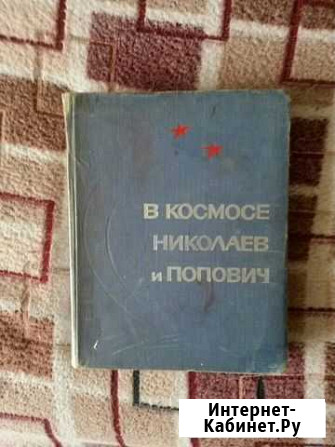 В КОСМОСЕ
НИКОЛАЕВ
и ПОПОВИЧ
Интернет-
Кабинет.Ру